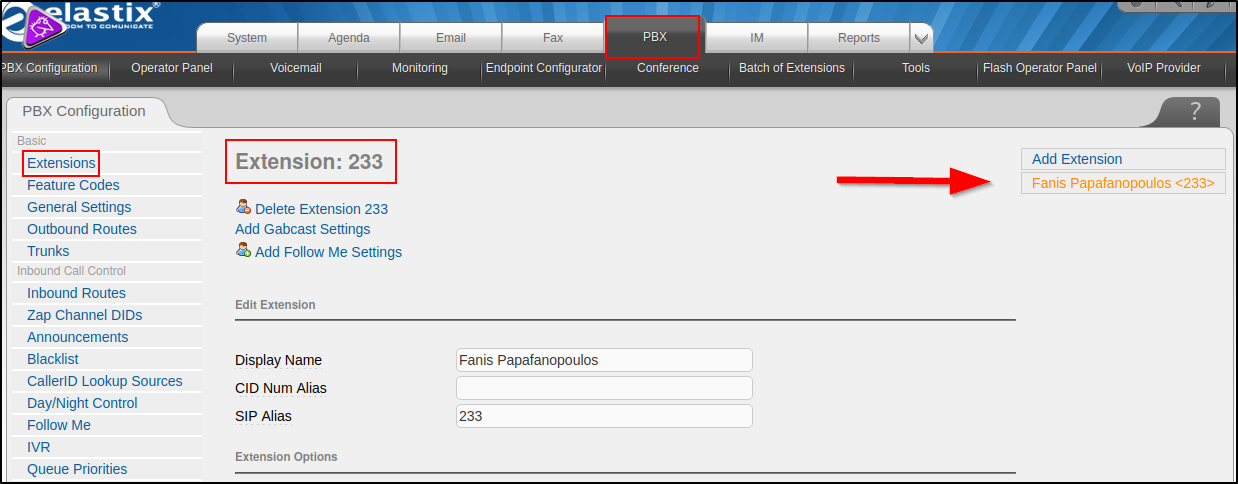 elastix®
DOM TO COMUNICATE
System Agenda Email Fax PBX IM Reports
PBX Configuration Operator Panel Voicemail Monitoring Endpoint Configurator Conference Batch of Extensions Tools Flash Operator Panel VoIP Provider
PBX Configuration
?
Basic
Extensions
Feature Codes
General Settings
Outbound Routes
Trunks
Inbound Call Control
Inbound Routes
Zap Channel DIDs
Announcements
Blacklist
CallerID Lookup Sources
Day/Night Control
Follow Me
IVR
Queue Priorities
Extension: 233
Delete Extension 233
Add Gabcast Settings
Add Follow Me Settings
Edit Extension
Display Name Fanis Papafanopoulos
CID Num Alias
SIP Alias 233
Extension Options
Add Extension
Fanis Papafanopoulos <233>